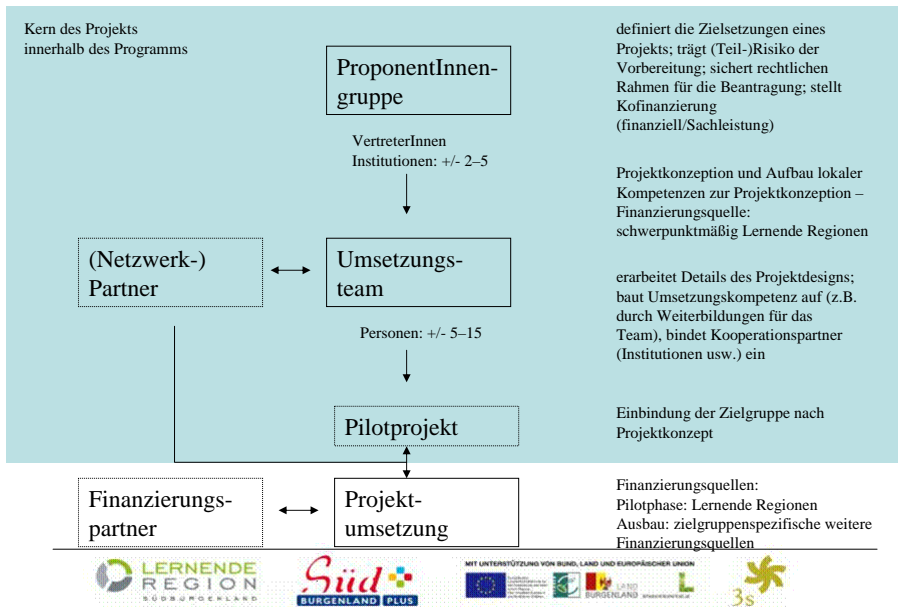 Kern des Projekts
innerhalb des Programms
ProponentInnen-
gruppe
definiert die Zielsetzungen eines
Projekts; trägt (Teil-)Risiko der
Vorbereitung; sichert rechtlichen
Rahmen für die Beantragung; stellt
Kofinanzierung
(finanziell/Sachleistung)
VertreterInnen
Institutionen: +/- 2–5
Projektkonzeption und Aufbau lokaler
Kompetenzen zur Projektkonzeption –
Finanzierungsquelle:
schwerpunktmäßig Lernende Regionen
(Netzwerk-)
Partner
Umsetzungs-
team
erarbeitet Details des Projektdesigns;
baut Umsetzungskompetenz auf (z.B.
durch Weiterbildungen für das
Team), bindet Kooperationspartner
(Institutionen usw.) ein
Personen: +/- 5–15
Pilotprojekt
Einbindung der Zielgruppe nach
Projektkonzept
Finanzierungs-
partner
Projekt-
umsetzung
Finanzierungsquellen:
Pilotphase: Lernende Regionen
Ausbau: zielgruppenspezifische weitere
Finanzierungsquellen
LERNENDE
REGION
SÜDBURGENLAND
Süd
BURGENLAND PLUS
MIT UNTERSTÜTZUNG VON BUND, LAND UND EUROPÄISCHER UNION
LAND
BURGENLAND
3s